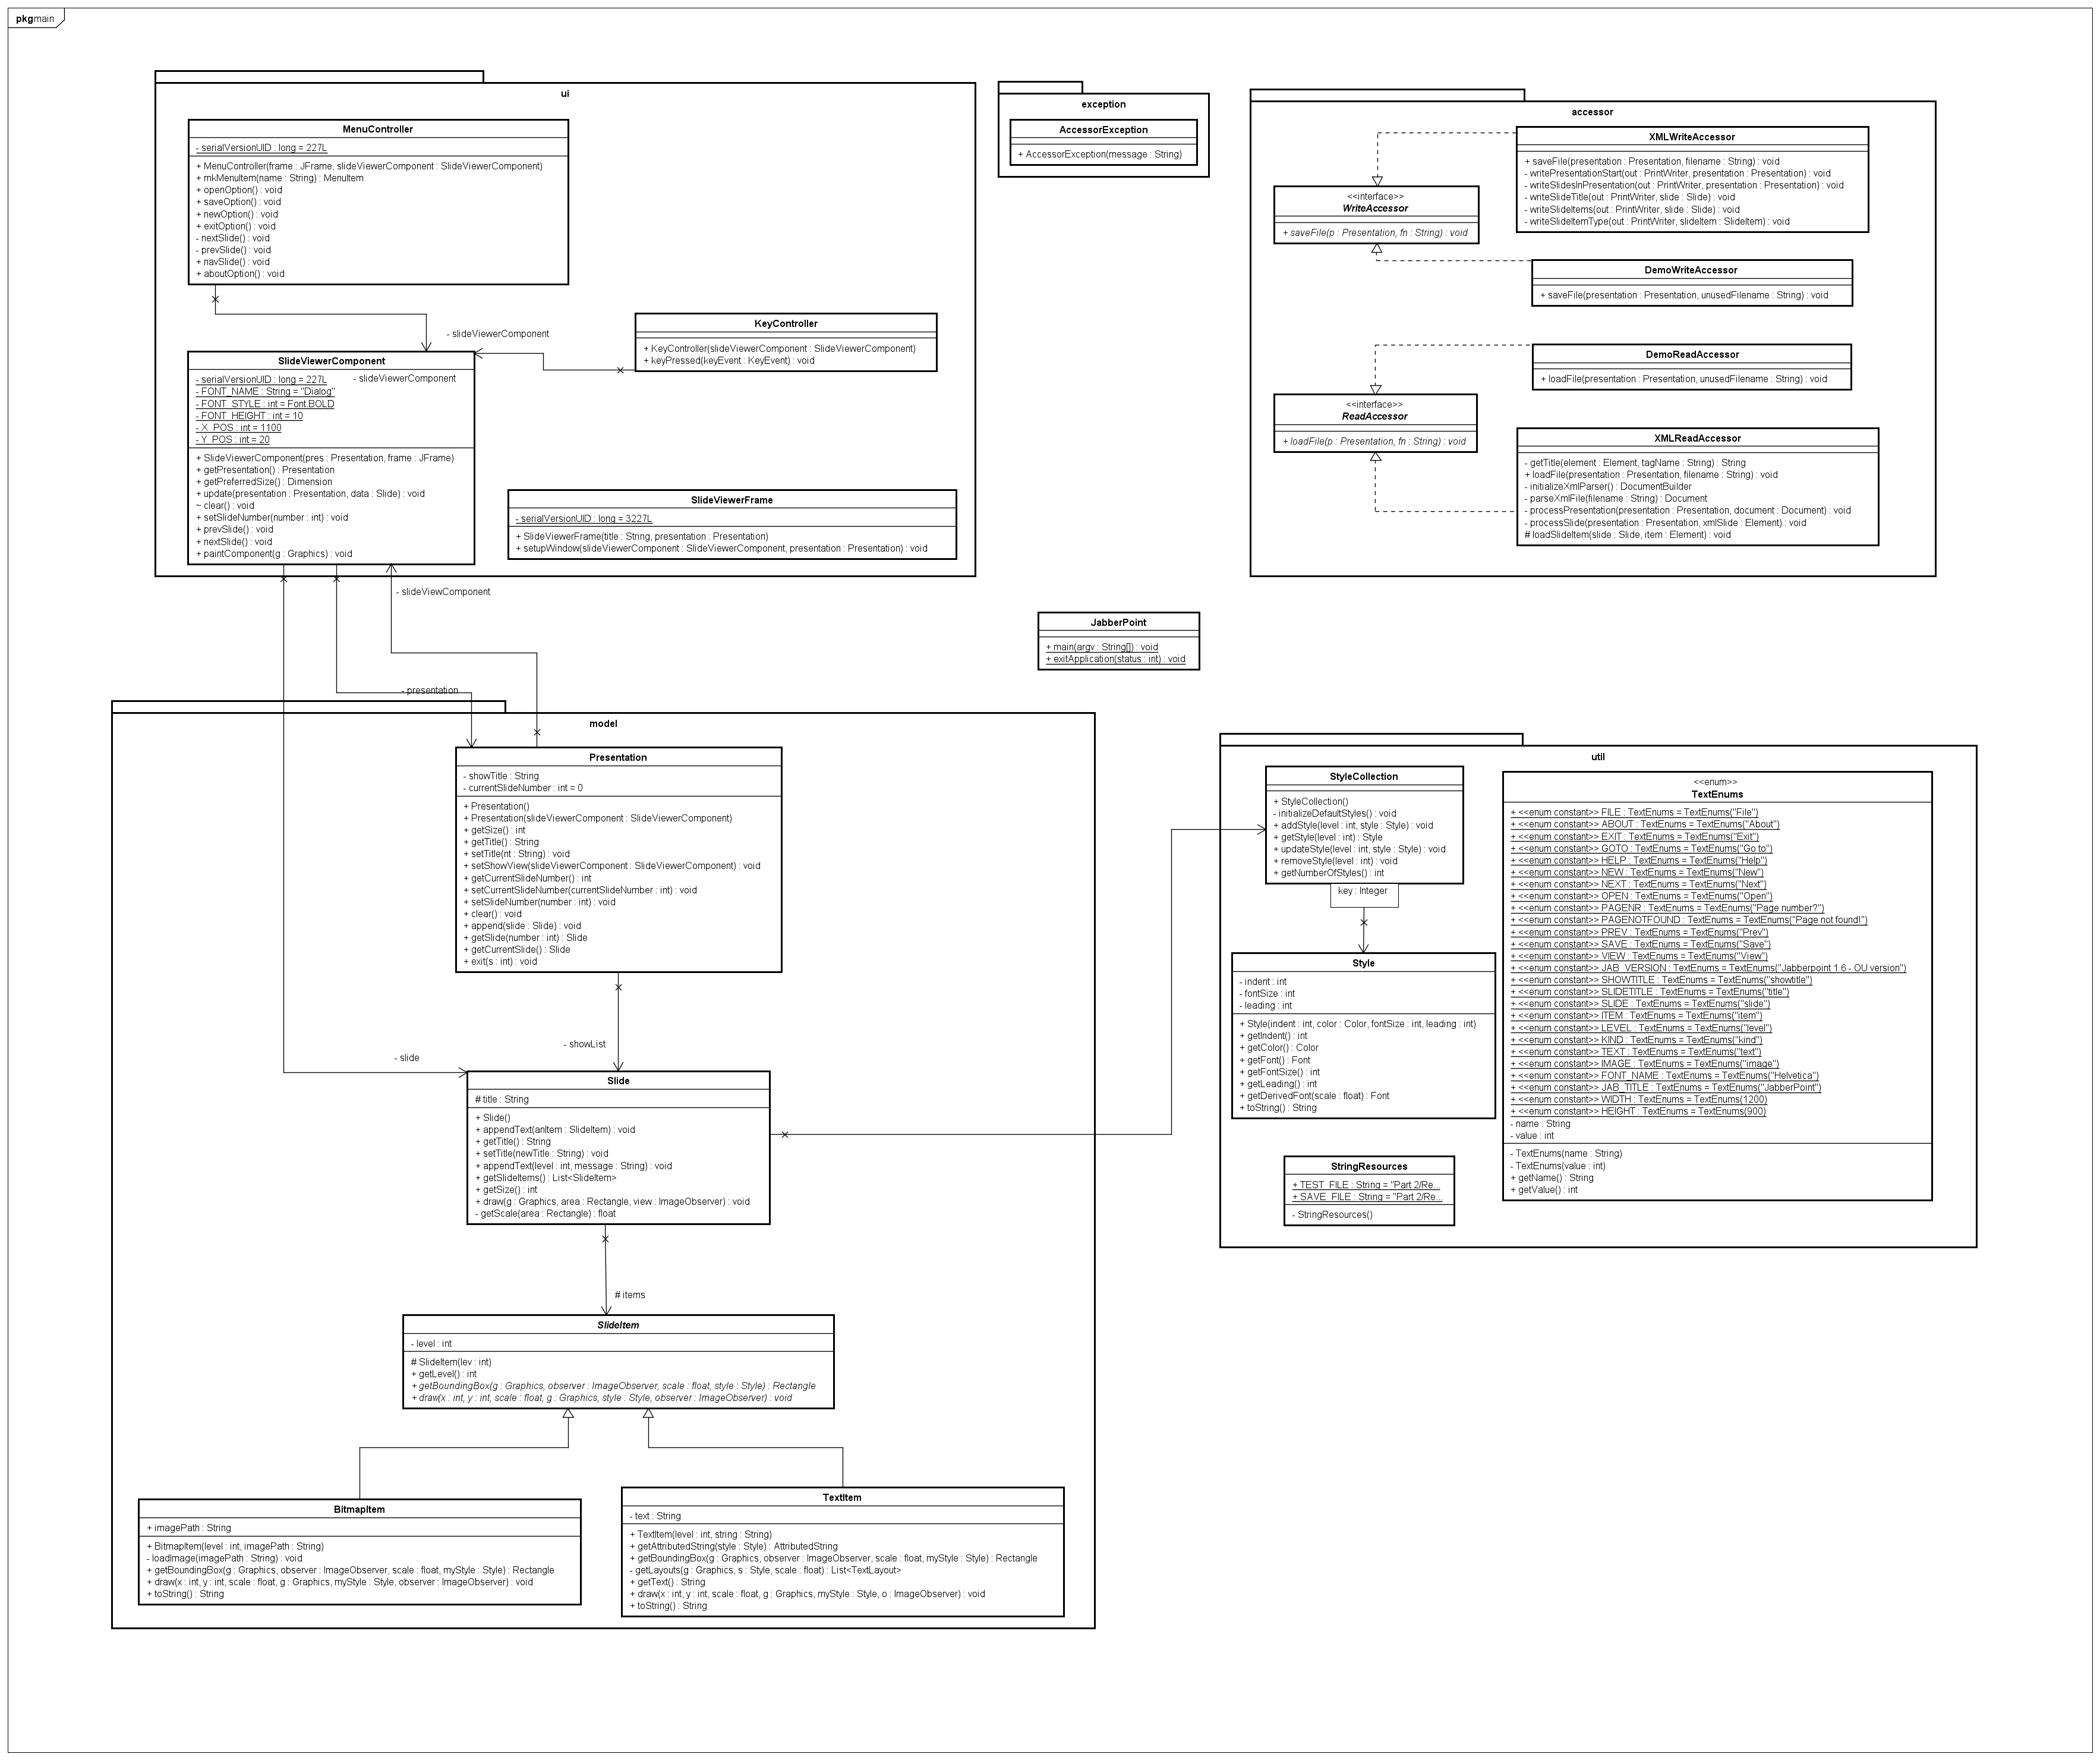 pkg main
ui
MenuController
- serialVersionUID : long = 227L
+ MenuController(frame : JFrame, slideViewerComponent : SlideViewerComponent)
+ mkMenuItem(name : String) : MenuItem
+ openOption() : void
+ saveOption() : void
+ newOption() : void
+ exitOption() : void
- nextSlide() : void
- prevSlide() : void
+ navSlide() : void
+ aboutOption() : void
- slideViewerComponent
KeyController
+ KeyController(slideViewerComponent : SlideViewerComponent)
+ keyPressed(keyEvent : KeyEvent) : void
SlideViewerComponent
- serialVersionUID : long = 227L
- slideViewerComponent
- FONT_NAME : String = "Dialog"
- FONT_STYLE : int = Font.BOLD
- FONT_HEIGHT : int = 10
- X_POS : int = 1100
- Y_POS : int = 20
+ SlideViewerComponent(pres : Presentation, frame : JFrame)
+ getPresentation() : Presentation
+ getPreferredSize() : Dimension
+ update(presentation : Presentation, data : Slide) : void
~ clear() : void
+ setSlideNumber(number : int) : void
+ prevSlide() : void
+ nextSlide() : void
+ paintComponent(g : Graphics) : void
SlideViewerFrame
- serialVersionUID : long = 3227L
+ SlideViewerFrame(title : String, presentation : Presentation)
+ setupWindow(slideViewerComponent : SlideViewerComponent, presentation : Presentation) : void
- slideViewComponent
exception
AccessorException
+ AccessorException(message : String)
accessor
XMLWriteAccessor
+ saveFile(presentation : Presentation, filename : String) : void
- writePresentationStart(out : PrintWriter, presentation : Presentation) : void
- writeSlidesInPresentation(out : PrintWriter, presentation : Presentation) : void
- writeSlideTitle(out : PrintWriter, slide : Slide) : void
- writeSlideItems(out : PrintWriter, slide : Slide) : void
- writeSlideItemType(out : PrintWriter, slideItem : SlideItem) : void
<<interface>>
WriteAccessor
+ saveFile(p : Presentation, fn : String) : void
DemoWriteAccessor
+ saveFile(presentation : Presentation, unusedFilename : String) : void
DemoReadAccessor
+ loadFile(presentation : Presentation, unusedFilename : String) : void
<<interface>>
ReadAccessor
+ loadFile(p : Presentation, fn : String) : void
XMLReadAccessor
- getTitle(element : Element, tagName : String) : String
+ loadFile(presentation : Presentation, filename : String) : void
- initializeXmlParser() : DocumentBuilder
- parseXmlFile(filename : String) : Document
- processPresentation(presentation : Presentation, document : Document) : void
- processSlide(presentation : Presentation, xmlSlide : Element) : void
# loadSlideItem(slide : Slide, item : Element) : void
JabberPoint
+ main(argv : String[]) : void
+ exitApplication(status : int) : void
- presentation
model
Presentation
- showTitle : String
- currentSlideNumber : int = 0
+ Presentation()
+ Presentation(slideViewerComponent : SlideViewerComponent)
+ getSize() : int
+ getTitle() : String
+ setTitle(nt : String) : void
+ setShowView(slideViewerComponent : SlideViewerComponent) : void
+ getCurrentSlideNumber() : int
+ setCurrentSlideNumber(currentSlideNumber : int) : void
+ setSlideNumber(number : int) : void
+ clear() : void
+ append(slide : Slide) : void
+ getSlide(number : int) : Slide
+ getCurrentSlide() : Slide
+ exit(s : int) : void
- showList
- slide
Slide
# title : String
+ Slide()
+ appendText(anItem : SlideItem) : void
+ getTitle() : String
+ setTitle(newTitle : String) : void
+ appendText(level : int, message : String) : void
+ getSlideItems() : List<SlideItem>
+ getSize() : int
+ draw(g : Graphics, area : Rectangle, view : ImageObserver) : void
- getScale(area : Rectangle) : float
# items
SlideItem
- level : int
# SlideItem(lev : int)
+ getLevel() : int
+ getBoundingBox(g : Graphics, observer : ImageObserver, scale : float, style : Style) : Rectangle
+ draw(x : int, y : int, scale : float, g : Graphics, style : Style, observer : ImageObserver) : void
BitmapItem
+ imagePath : String
+ BitmapItem(level : int, imagePath : String)
- loadImage(imagePath : String) : void
+ getBoundingBox(g : Graphics, observer : ImageObserver, scale : float, myStyle : Style) : Rectangle
+ draw(x : int, y : int, scale : float, g : Graphics, myStyle : Style, observer : ImageObserver) : void
+ toString() : String
TextItem
- text : String
+ TextItem(level : int, string : String)
+ getAttributedString(style : Style) : AttributedString
+ getBoundingBox(g : Graphics, observer : ImageObserver, scale : float, myStyle : Style) : Rectangle
- getLayouts(g : Graphics, s : Style, scale : float) : List<TextLayout>
+ getText() : String
+ draw(x : int, y : int, scale : float, g : Graphics, myStyle : Style, o : ImageObserver) : void
+ toString() : String
util
StyleCollection
+ StyleCollection()
- initializeDefaultStyles() : void
+ addStyle(level : int, style : Style) : void
+ getStyle(level : int) : Style
+ updateStyle(level : int, style : Style) : void
+ removeStyle(level : int) : void
+ getNumberOfStyles() : int
key : Integer
Style
- indent : int
- fontSize : int
- leading : int
+ Style(indent : int, color : Color, fontSize : int, leading : int)
+ getIndent() : int
+ getColor() : Color
+ getFont() : Font
+ getFontSize() : int
+ getLeading() : int
+ getDerivedFont(scale : float) : Font
+ toString() : String
StringResources
+ TEST_FILE : String = "Part 2/Re...
+ SAVE_FILE : String = "Part 2/Re...
- StringResources()
<<enum>>
TextEnums
+ <<enum constant>> FILE : TextEnums = TextEnums("File")
+ <<enum constant>> ABOUT : TextEnums = TextEnums("About")
+ <<enum constant>> EXIT : TextEnums = TextEnums("Exit")
+ <<enum constant>> GOTO : TextEnums = TextEnums("Go to")
+ <<enum constant>> HELP : TextEnums = TextEnums("Help")
+ <<enum constant>> NEW : TextEnums = TextEnums("New")
+ <<enum constant>> NEXT : TextEnums = TextEnums("Next")
+ <<enum constant>> OPEN : TextEnums = TextEnums("Open")
+ <<enum constant>> PAGENR : TextEnums = TextEnums("Page number?")
+ <<enum constant>> PAGENOTFOUND : TextEnums = TextEnums("Page not found!")
+ <<enum constant>> PREV : TextEnums = TextEnums("Prev")
+ <<enum constant>> SAVE : TextEnums = TextEnums("Save")
+ <<enum constant>> VIEW : TextEnums = TextEnums("View")
+ <<enum constant>> JAB_VERSION : TextEnums = TextEnums("Jabberpoint 1.6 - OU version")
+ <<enum constant>> SHOWTITLE : TextEnums = TextEnums("showtitle")
+ <<enum constant>> SLIDETITLE : TextEnums = TextEnums("title")
+ <<enum constant>> SLIDE : TextEnums = TextEnums("slide")
+ <<enum constant>> ITEM : TextEnums = TextEnums("item")
+ <<enum constant>> LEVEL : TextEnums = TextEnums("level")
+ <<enum constant>> KIND : TextEnums = TextEnums("kind")
+ <<enum constant>> TEXT : TextEnums = TextEnums("text")
+ <<enum constant>> IMAGE : TextEnums = TextEnums("image")
+ <<enum constant>> FONT_NAME : TextEnums = TextEnums("Helvetica")
+ <<enum constant>> JAB_TITLE : TextEnums = TextEnums("JabberPoint")
+ <<enum constant>> WIDTH : TextEnums = TextEnums(1200)
+ <<enum constant>> HEIGHT : TextEnums = TextEnums(900)
- name : String
- value : int
- TextEnums(name : String)
- TextEnums(value : int)
+ getName() : String
+ getValue() : int